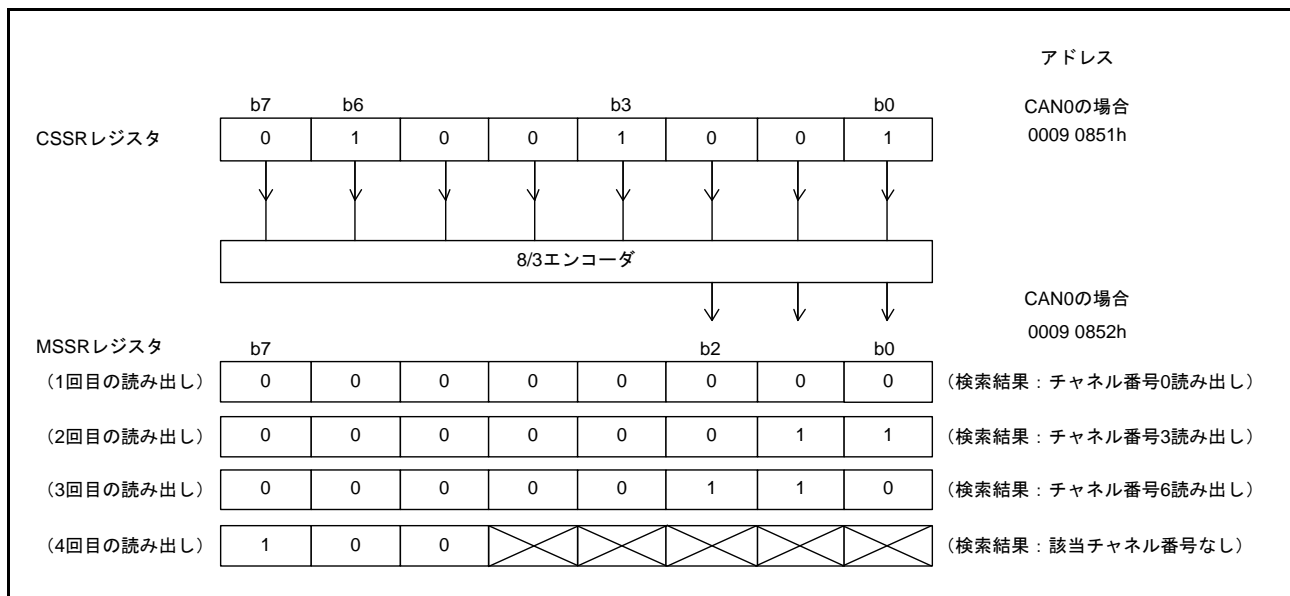 アドレス
b7 b6 b3 b0 CAN0の場合
CSSRレジスタ 0 1 0 0 1 0 0 1 0009 0851h
8/3エンコーダ
CAN0の場合
0009 0852h
MSSRレジスタ b7 b2 b0
（1回目の読み出し） 0 0 0 0 0 0 0 0 （検索結果：チャネル番号0読み出し）
（2回目の読み出し） 0 0 0 0 0 0 1 1 （検索結果：チャネル番号3読み出し）
（3回目の読み出し） 0 0 0 0 0 1 1 0 （検索結果：チャネル番号6読み出し）
（4回目の読み出し） 1 0 0 （検索結果：該当チャネル番号なし）